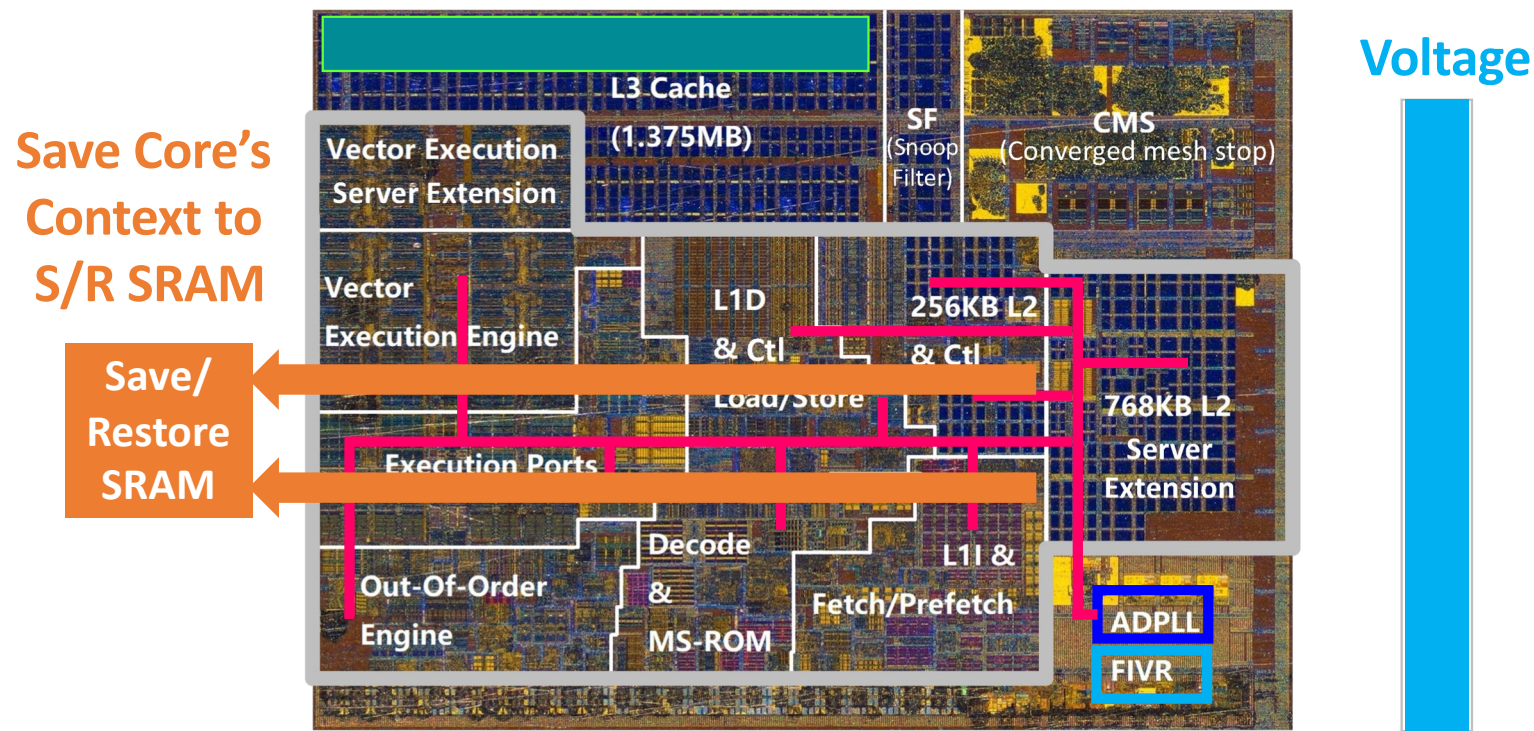 Voltage
Save Core's
Context to
S/R SRAM
Save/
Restore
SRAM
L3 Cache
(1.375MB)
SF
(Snoop
Filter)
CMS
(Converged mesh stop)
Vector Execution
Server Extension
Vector
Execution Engine
L1D
& Ctl
Load/Store
256KB L2
& Ctl
768KB L2
Server
Extension
Execution Ports
Out-Of-Order
Engine
Decode
&
MS-ROM
L1I &
Fetch/Prefetch
ADPLL
FIVR